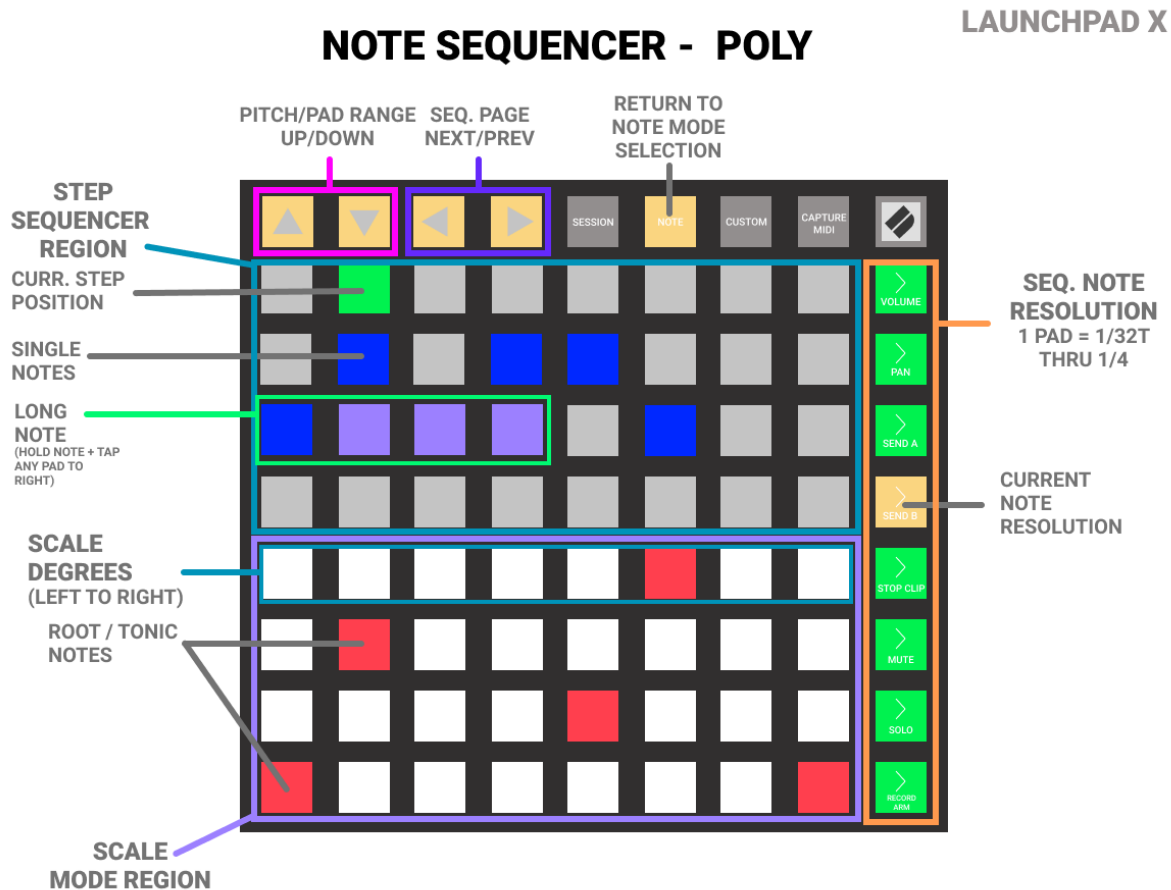 LAUNCHPAD X
NOTE SEQUENCER - POLY
PITCH/PAD RANGE
UP/DOWN
SEQ. PAGE
NEXT/PREV
RETURN TO
NOTE MODE
SELECTION
STEP
SEQUENCER
REGION
SESSION
NOTE
CUSTOM
CAPTURE
MIDI
CURR. STEP
POSITION
VOLUME
SEQ. NOTE
RESOLUTION
1 PAD = 1/32T
THRU 1/4
SINGLE
NOTES
PAN
LONG
NOTE
(HOLD NOTE + TAP
ANY PAD TO
RIGHT)
SEND A
SEND B
CURRENT
NOTE
RESOLUTION
SCALE
DEGREES
(LEFT TO RIGHT)
STOP CLIP
ROOT / TONIC
NOTES
MUTE
SOLO
RECORD
ARM
SCALE
MODE REGION